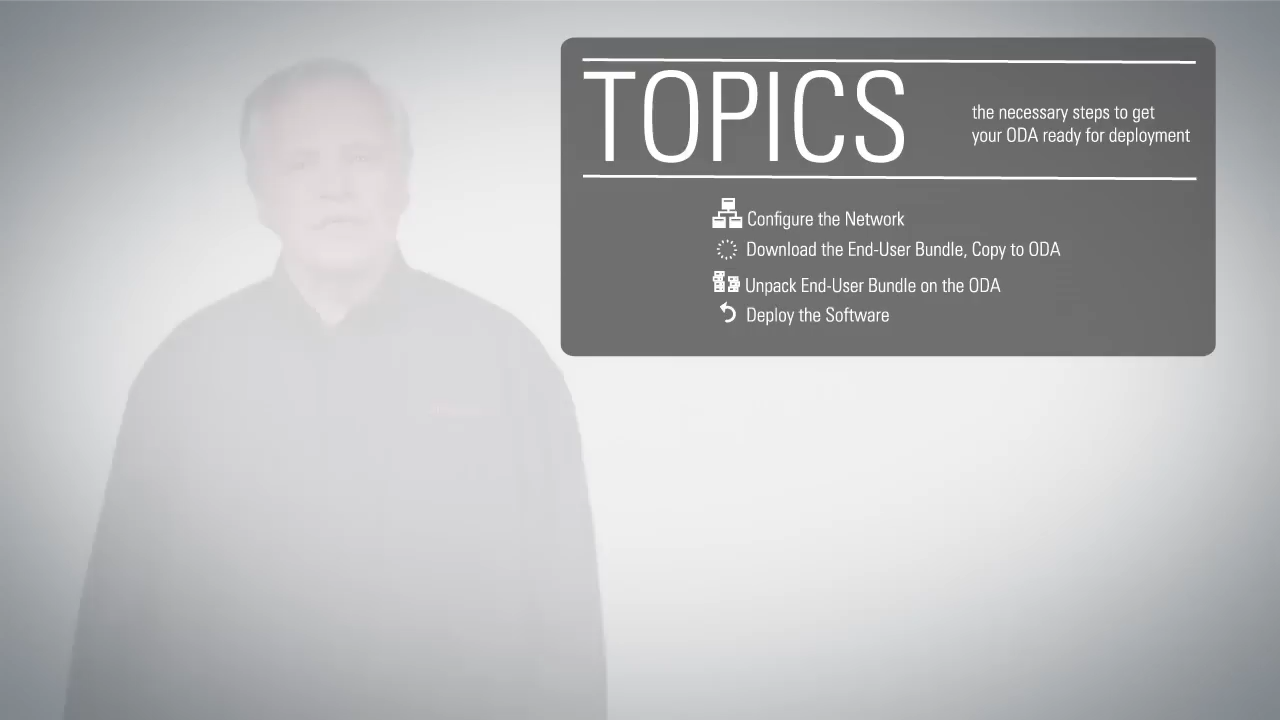 TOPICS
the necessary steps to get
your ODA ready for deployment
Configure the Network
Download the End-User Bundle, Copy to ODA
Unpack End-User Bundle on the ODA
Deploy the Software